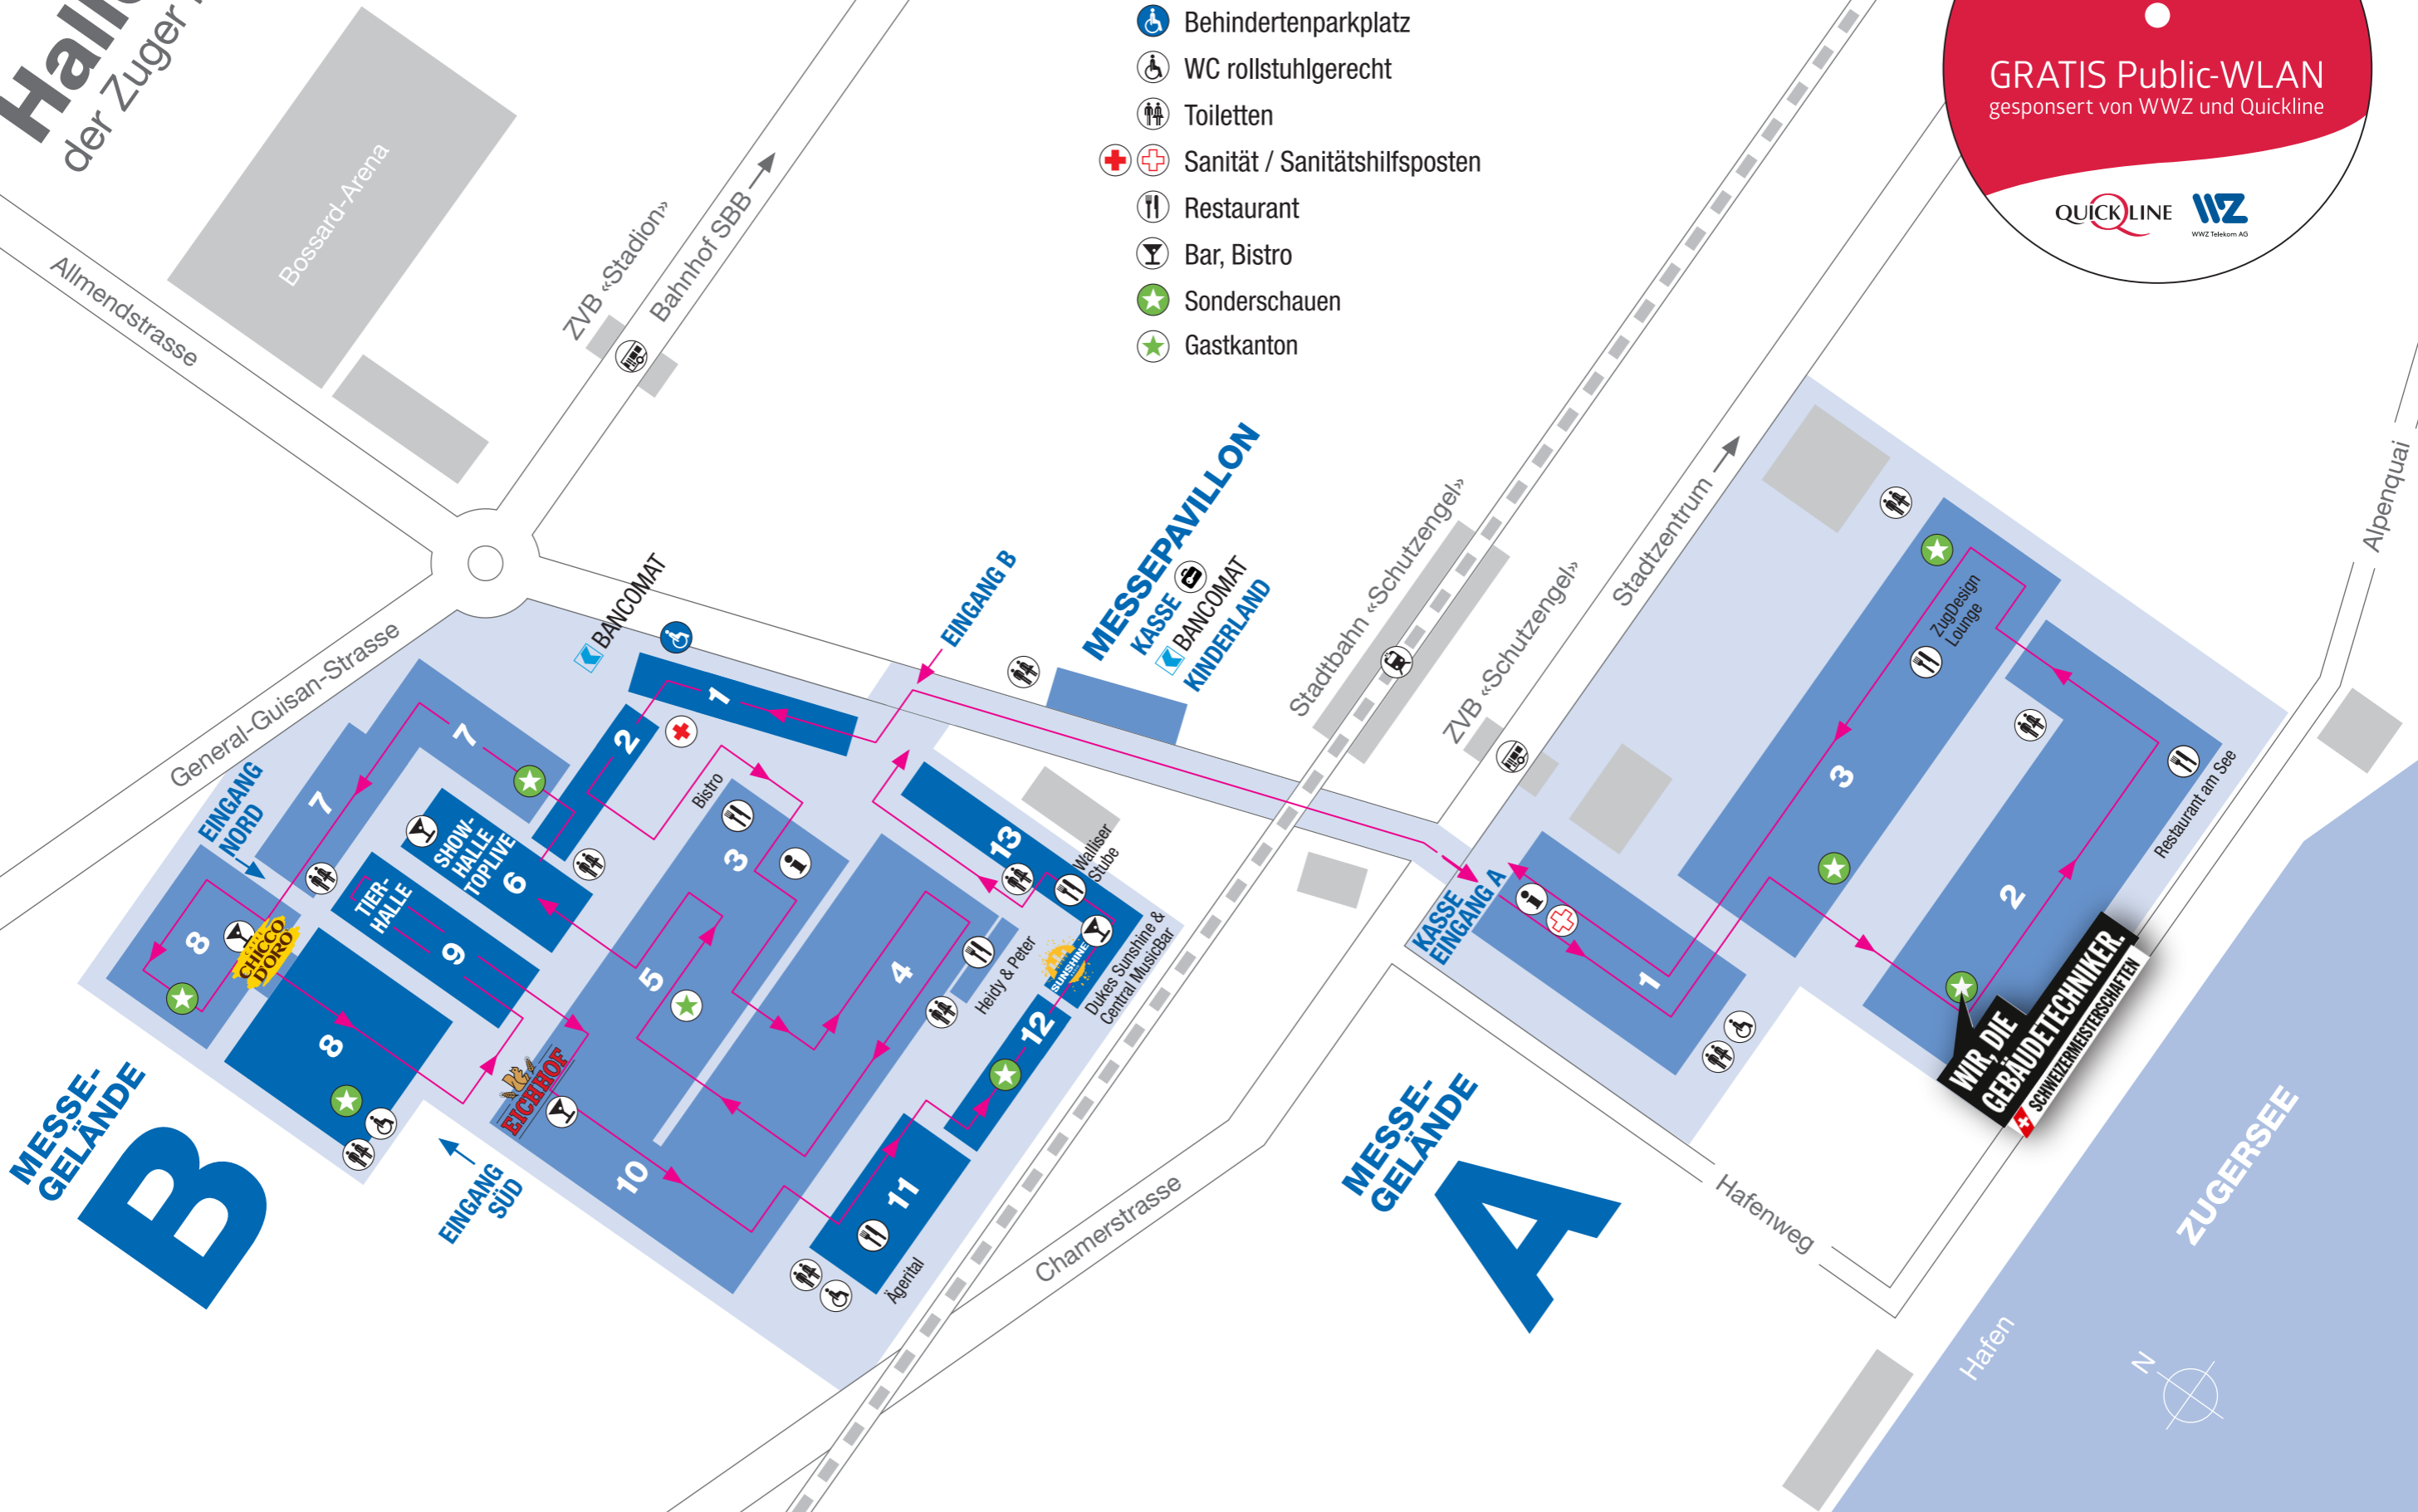 der Zuger
Bossard-Arena
Allmendstrasse
ZVB «Stadion»
Bahnhof SBB
Behindertenparkplatz
WC rollstuhlgerecht
Toiletten
Sanität / Sanitätshilfsposten
Restaurant
Bar, Bistro
Sonderschauen
Gastkanton
GRATIS Public-WLAN
gesponsert von WWZ und Quickline
QUICKLINE
WWZ
WWZ Telekom AG
General-Guisan-Strasse
BANCOMAT
EINGANG B
MESSEPAVILLON
KASSE
BANCOMAT
KINDERLAND
Stadtbahn «Schutzengel»
ZVB «Schutzengel»
Stadtzentrum
Alpenquai
EINGANG
NORD
7
7
1
2
SHOW-
HALLE
TOPLIVE
6
TIER-
HALLE
9
8
CAFFÈ
CHICCO
D'ORO
8
Bistro
3
5
4
10
EICHHOF
13
Walliser
Stube
Heidy & Peter
SUNSHINE
Dukes Sunshine &
Central MusicBar
12
11
Ägerital
EINGANG
SÜD
MESSE-
GELÄNDE
B
Chamerstrasse
KASSE
EINGANG A
1
3
ZugDesign
Lounge
2
Restaurant am See
WIR, DIE
GEBÄUDETECHNIKER.
SCHWEIZERMEISTERSCHAFTEN
MESSE-
GELÄNDE
A
Hafenweg
Hafen
ZUGERSEE
N